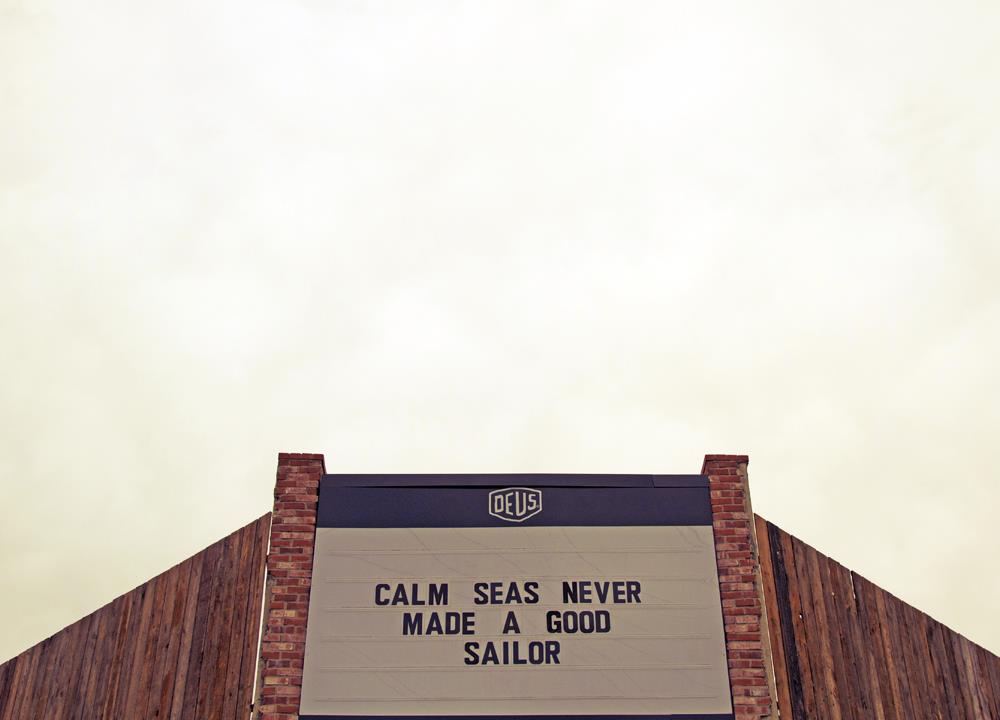 DEUS.
CALM SEAS NEVER
MADE A GOOD
SAILOR